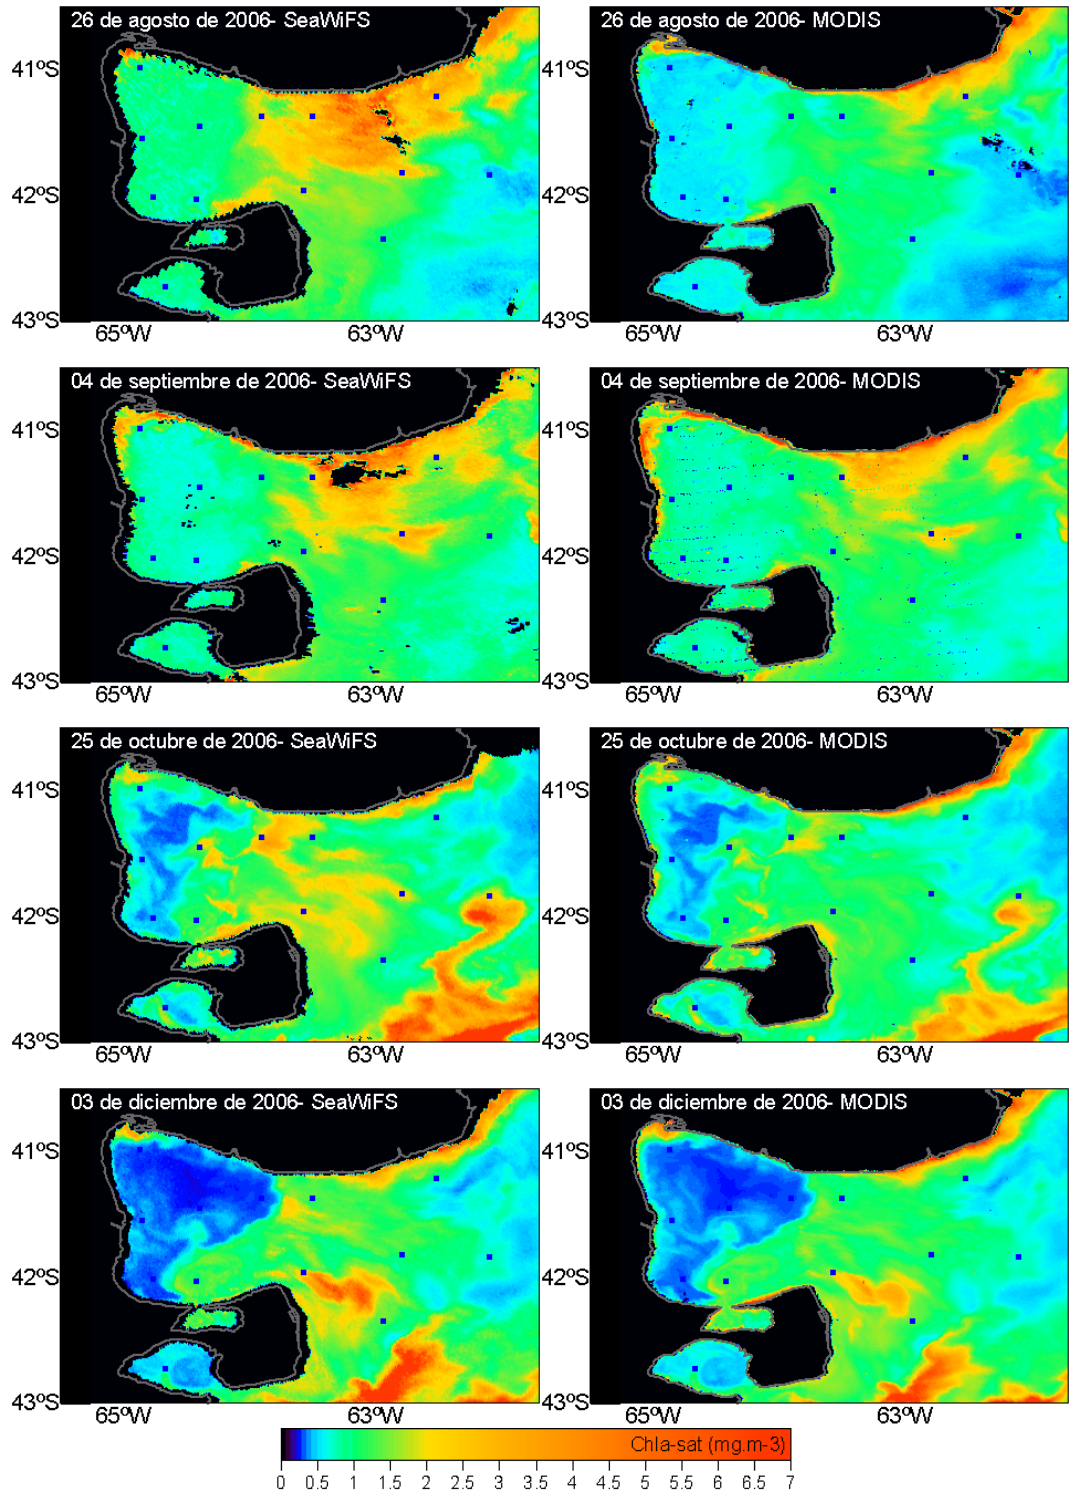 26 de agosto de 2006- SeaWiFS
26 de agosto de 2006- MODIS
41ºS
41ºS
42ºS
42ºS
43ºS
43ºS
65ºW
63ºW
65ºW
63ºW
04 de septiembre de 2006- SeaWiFS
04 de septiembre de 2006- MODIS
41ºS
41ºS
42ºS
42ºS
43ºS
43ºS
65ºW
63ºW
65ºW
63ºW
25 de octubre de 2006- SeaWiFS
25 de octubre de 2006- MODIS
41ºS
41ºS
42ºS
42ºS
43ºS
43ºS
65ºW
63ºW
65ºW
63ºW
03 de diciembre de 2006- SeaWiFS
03 de diciembre de 2006- MODIS
41ºS
41ºS
42ºS
42ºS
43ºS
43ºS
65ºW
63ºW
65ºW
63ºW
Chla-sat (mg.m-3)
0 0.5 1 1.5 2 2.5 3 3.5 4 4.5 5 5.5 6 6.5 7